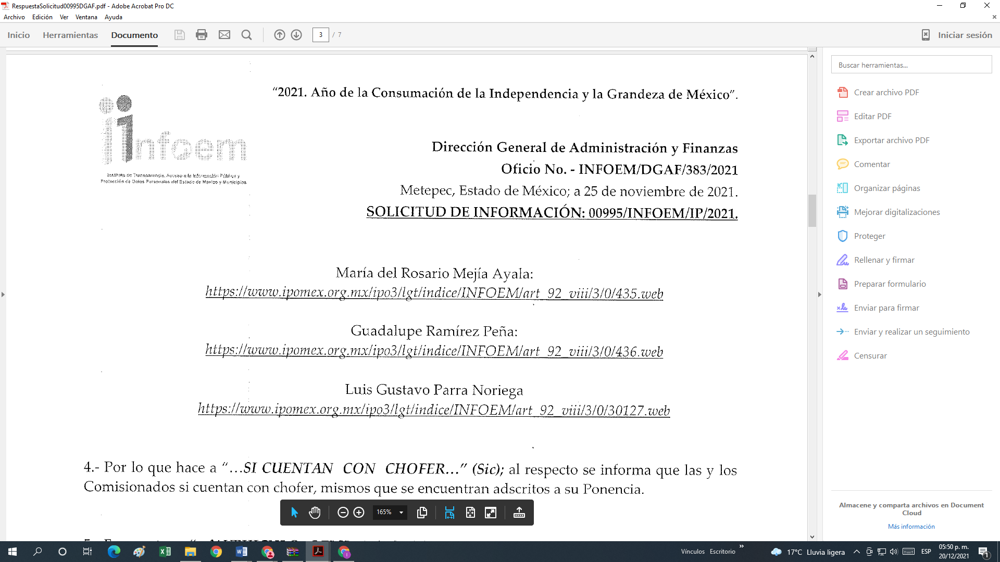 RespuestaSolicitud00995DGAF.pdf - Adobe Acrobat Pro DC
Archivo Edición Ver Ventana Ayuda
Inicio Herramientas Documento 3 / 7 Iniciar sesión
"2021. Año de la Consumación de la Independencia y la Grandeza de México".
infoem
Instituto de Transparencia, Acceso a la Información Pública y
Protección de Datos Personales del Estado de México y Municipios
Dirección General de Administración y Finanzas
Oficio No. - INFOEM/DGAF/383/2021
Metepec, Estado de México; a 25 de noviembre de 2021.
SOLICITUD DE INFORMACIÓN: 00995/INFOEM/IP/2021.
María del Rosario Mejía Ayala:
https://www.ipomex.org.mx/ipo3/lgt/indice/INFOEM/art_92_viii/3/0/435.web
Guadalupe Ramírez Peña:
https://www.ipomex.org.mx/ipo3/lgt/indice/INFOEM/art_92_viii/3/0/436.web
Luis Gustavo Parra Noriega
https://www.ipomex.org.mx/ipo3/lgt/indice/INFOEM/art_92_viii/3/0/30127.web
4.- Por lo que hace a "…SI CUENTAN CON CHOFER…" (Sic); al respecto se informa que las y los
Comisionados si cuentan con chofer, mismos que se encuentran adscritos a su Ponencia.
165%
Buscar herramientas...
Crear archivo PDF
Editar PDF
Exportar archivo PDF
Comentar
Organizar páginas
Mejorar digitalizaciones
Proteger
Rellenar y firmar
Preparar formulario
Enviar para firmar
Enviar y realizar un seguimiento
Censurar
Almacene y comparta archivos en Document
Cloud
Más información
Vínculos Escritorio » 17°C Lluvia ligera ESP
05:50 p. m.
20/12/2021
1